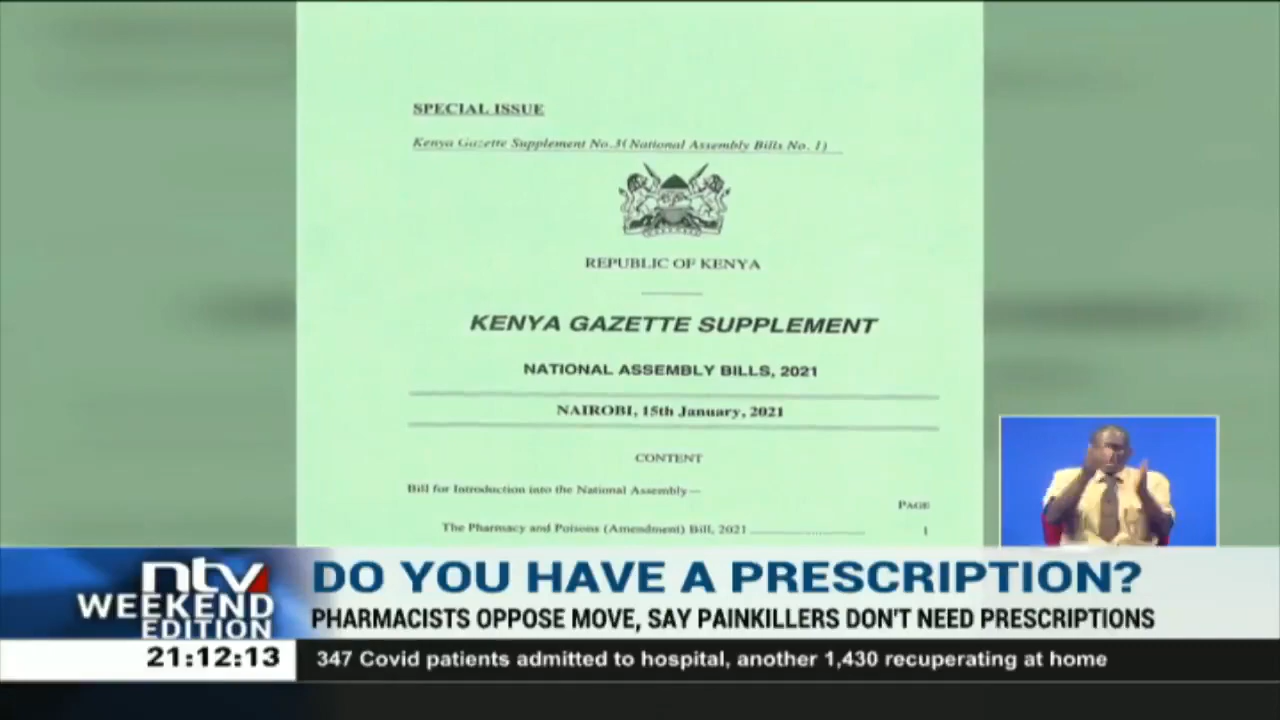 SPECIAL ISSUE
Kenya Gazette Supplement No.3(National Assembly Bills No. 1)
REPUBLIC OF KENYA
KENYA GAZETTE SUPPLEMENT
NATIONAL ASSEMBLY BILLS, 2021
NAIROBI, 15th January, 2021
CONTENT
Bill for Introduction into the National Assembly—
PAGE
The Pharmacy and Poisons (Amendment) Bill, 2021 ........................ 1
ntv
WEEKEND
EDITION
DO YOU HAVE A PRESCRIPTION?
PHARMACISTS OPPOSE MOVE, SAY PAINKILLERS DON'T NEED PRESCRIPTIONS
21:12:13
347 Covid patients admitted to hospital, another 1,430 recuperating at home